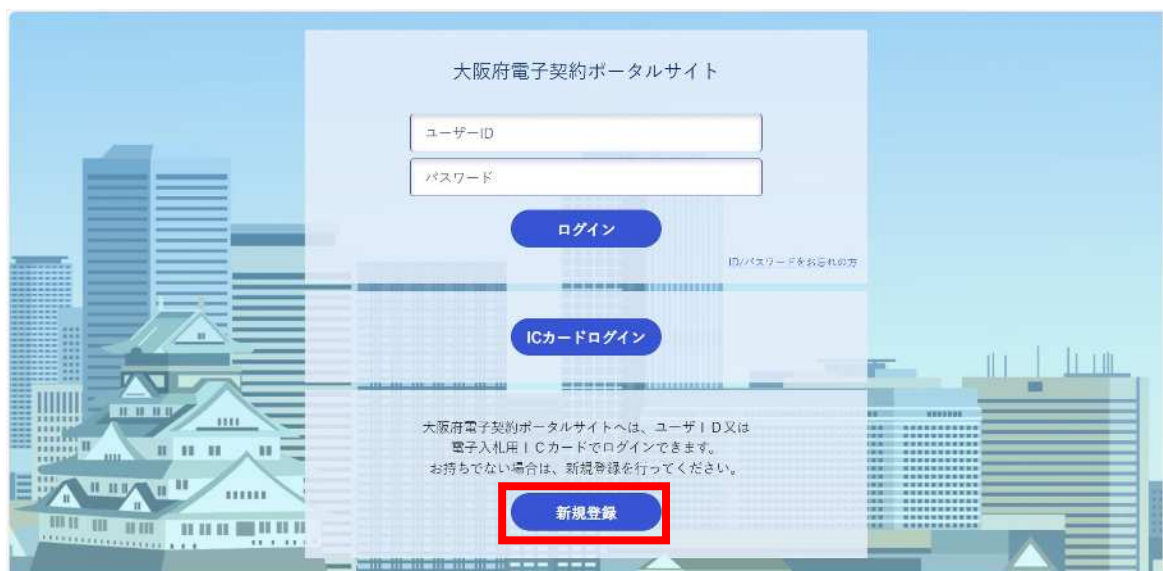 大阪府電子契約ポータルサイト
ユーザーID
パスワード
ログイン
ID/パスワードをお忘れの方
ICカードログイン
大阪府電子契約ポータルサイトへは、ユーザID又は
電子入札用ICカードでログインできます。
お持ちでない場合は、新規登録を行ってください。
新規登録